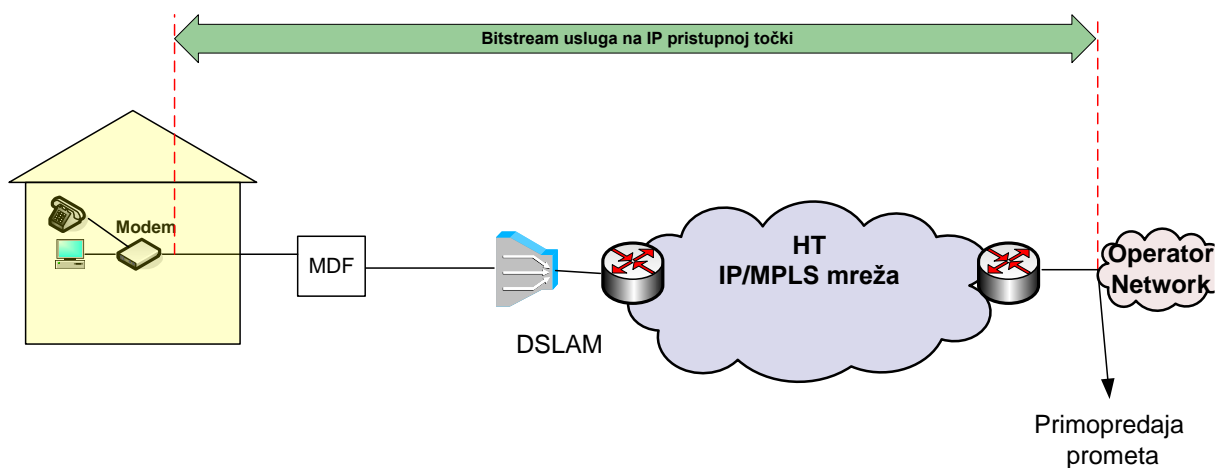 Bitstream usluga na IP pristupnoj točki
Modem
MDF
DSLAM
HT
IP/MPLS mreža
Operator
Network
Primopredaja
prometa